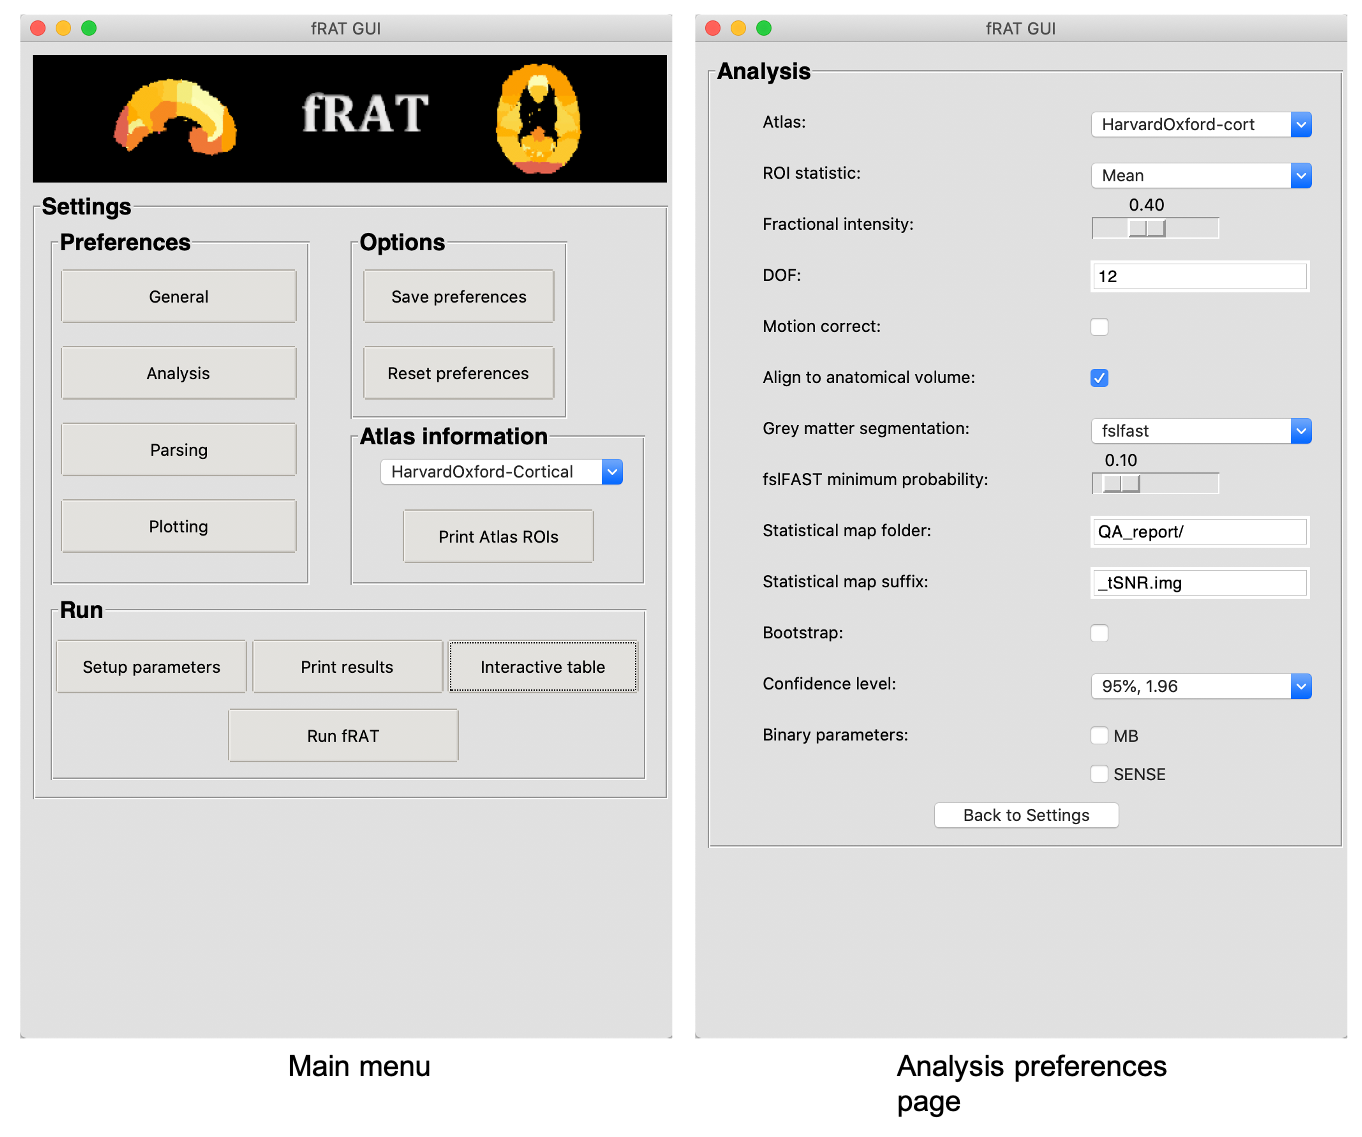 fRAT GUI
fRAT
Settings
Preferences
General
Analysis
Parsing
Plotting
Options
Save preferences
Reset preferences
Atlas information
HarvardOxford-Cortical
Print Atlas ROIs
Run
Setup parameters
Print results
Interactive table
Run fRAT
Main menu
fRAT GUI
Analysis
Atlas: HarvardOxford-cort
ROI statistic: Mean
0.40
Fractional intensity:
DOF: 12
Motion correct:
Align to anatomical volume:
Grey matter segmentation: fslfast
0.10
fslFAST minimum probability:
Statistical map folder: QA_report/
Statistical map suffix: _tSNR.img
Bootstrap:
Confidence level: 95%, 1.96
Binary parameters: MB
SENSE
Back to Settings
Analysis preferences
page